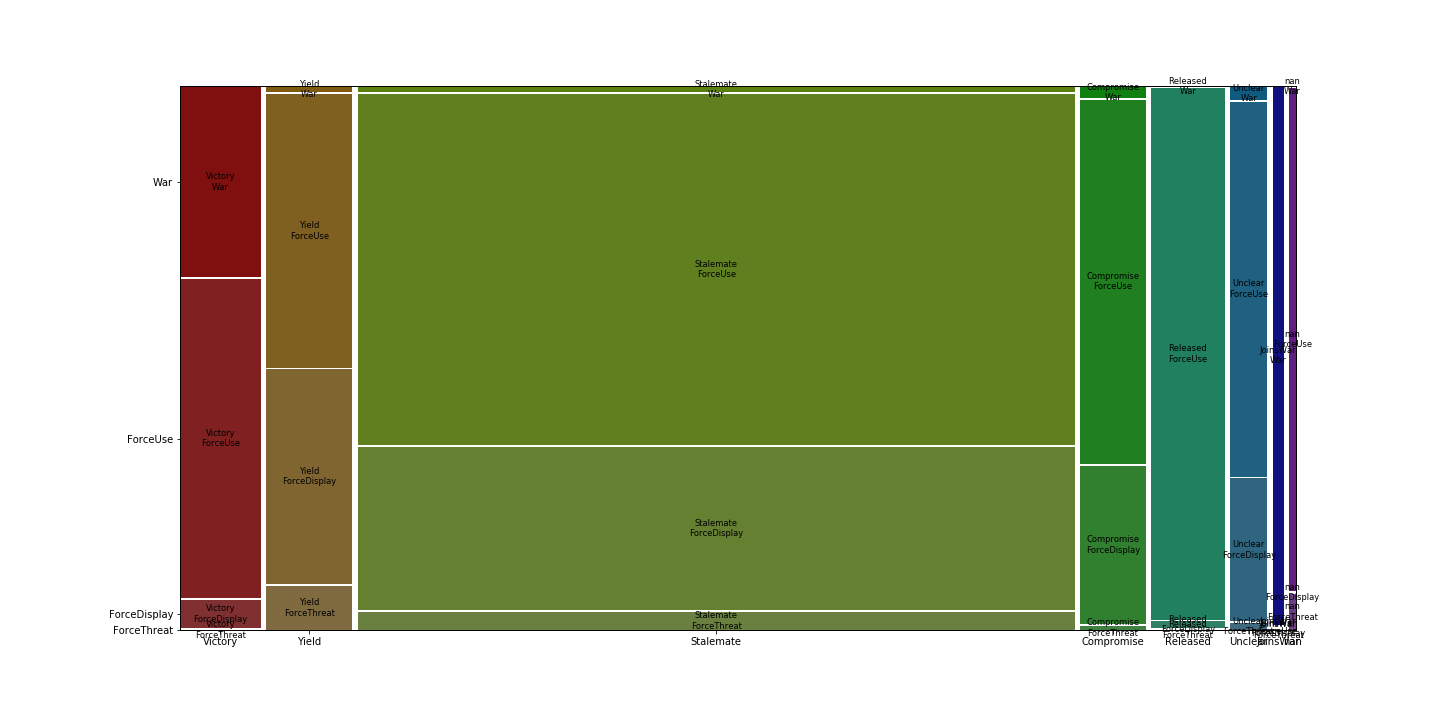 War
ForceUse
ForceDisplay
ForceThreat
Victory
War
Victory
ForceUse
Victory
ForceDisplay
Victory
ForceThreat
Yield
War
Yield
ForceUse
Yield
ForceDisplay
Yield
ForceThreat
Stalemate
War
Stalemate
ForceUse
Stalemate
ForceDisplay
Stalemate
ForceThreat
Compromise
War
Compromise
ForceUse
Compromise
ForceDisplay
Compromise
ForceThreat
Released
War
Released
ForceUse
Released
ForceDisplay
Released
ForceThreat
Unclear
War
Unclear
ForceUse
Unclear
ForceDisplay
Unclear
JoinsWar
War
nan
War
nan
ForceUse
nan
ForceDisplay
nan
ForceThreat
Victory
Yield
Stalemate
Compromise
Released
Unclear
JoinsWar
nan